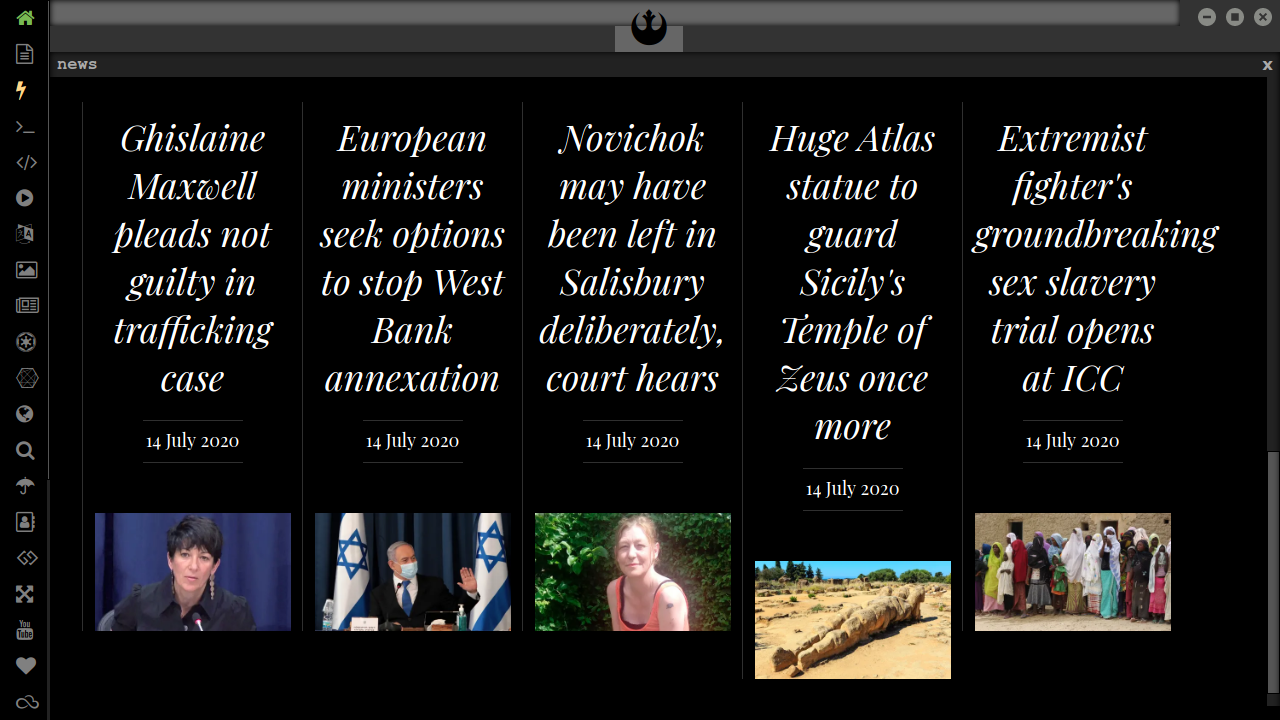 news
x
Ghislaine
Maxwell
pleads not
guilty in
trafficking
case
14 July 2020
European
ministers
seek options
to stop West
Bank
annexation
14 July 2020
Novichok
may have
been left in
Salisbury
deliberately,
court hears
14 July 2020
Huge Atlas
statue to
guard
Sicily's
Temple of
Zeus once
more
14 July 2020
Extremist
fighter's
groundbreaking
sex slavery
trial opens
at ICC
14 July 2020
You
Tube